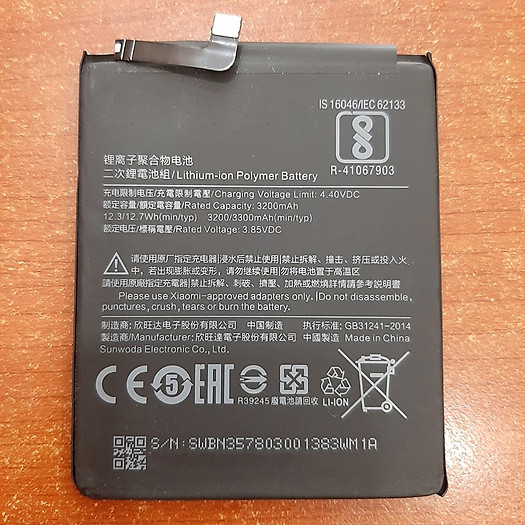 IS 16046/IEC 62133
R-41067903
锂离子聚合物电池
二次鋰電池組/Lithium-ion Polymer Battery
充电限制电压/充電限制電壓/Charging Voltage Limit: 4.40VDC
额定容量/額定電容量/Rated Capacity: 3200mAh
12.3/12.7Wh(min/typ) 3200/3300mAh(min/typ)
额定电压/標稱電壓/Rated Voltage: 3.85VDC
请使用原厂指定充电器|浸水后禁止使用|禁止拆解、撞击、挤压或投入火
中,若出现膨胀或变形,请勿继续使用|勿将电池置于高温区
請使用原廠指定充電器|禁止拆解、刺破、擠壓、加熱或燃燒詳情請參考說明書
Please use Xiaomi-approved adapters only.|Do not disassemble,
punctures, crush, tears or burn the battery.
制造商:欣旺达电子股份有限公司 中国制造 执行标准:GB31241-2014
製造商/Manufacturer:欣旺達電子股份有限公司 中國製造 Made in China
Sunwoda Electronic Co., Ltd.
CE 5 EAC
R39245 廢電池請回收 LI-ION
S/N: SWBN357803001383WM1A